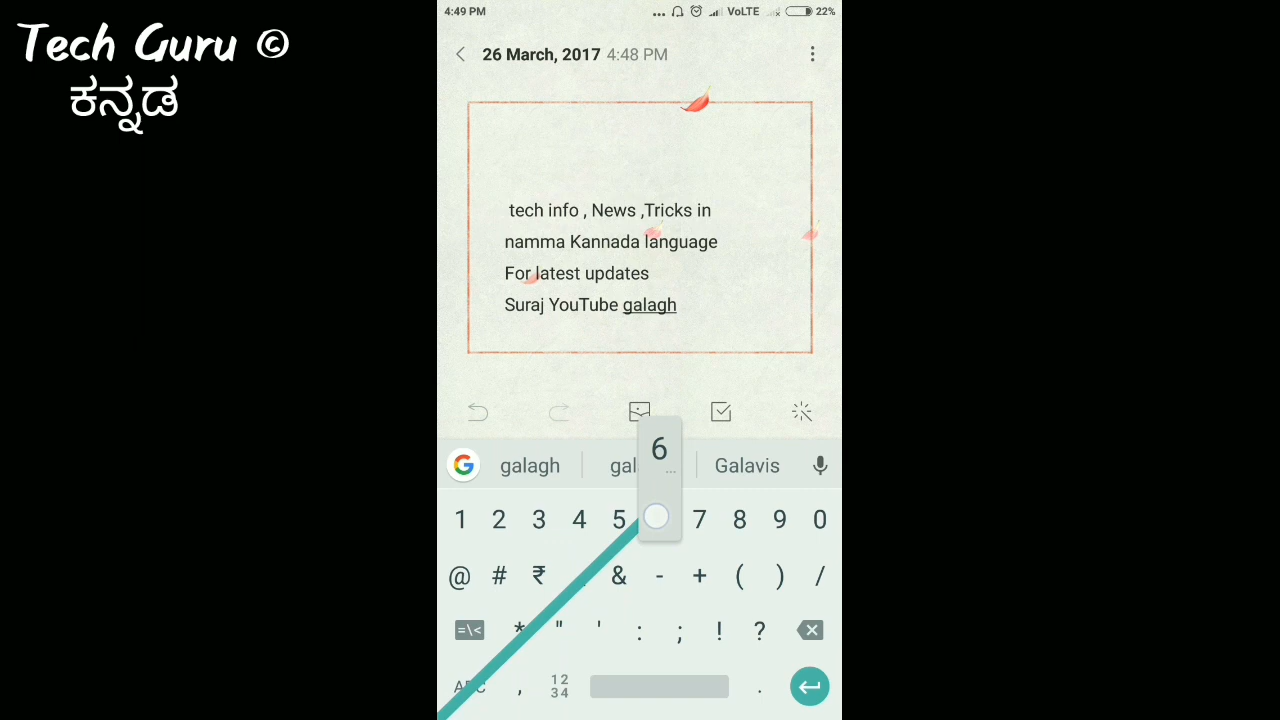 Tech Guru ©
ಕನ್ನಡ
4:49 PM
... VoLTE 22%
26 March, 2017 4:48 PM
tech info , News ,Tricks in
namma Kannada language
For latest updates
Suraj YouTube galagh
galagh Galavis
6
1 2 3 4 5 7 8 9 0
@ # ₹ & - + ( ) /
=\< * " ' : ; ! ?
, 12 34 .